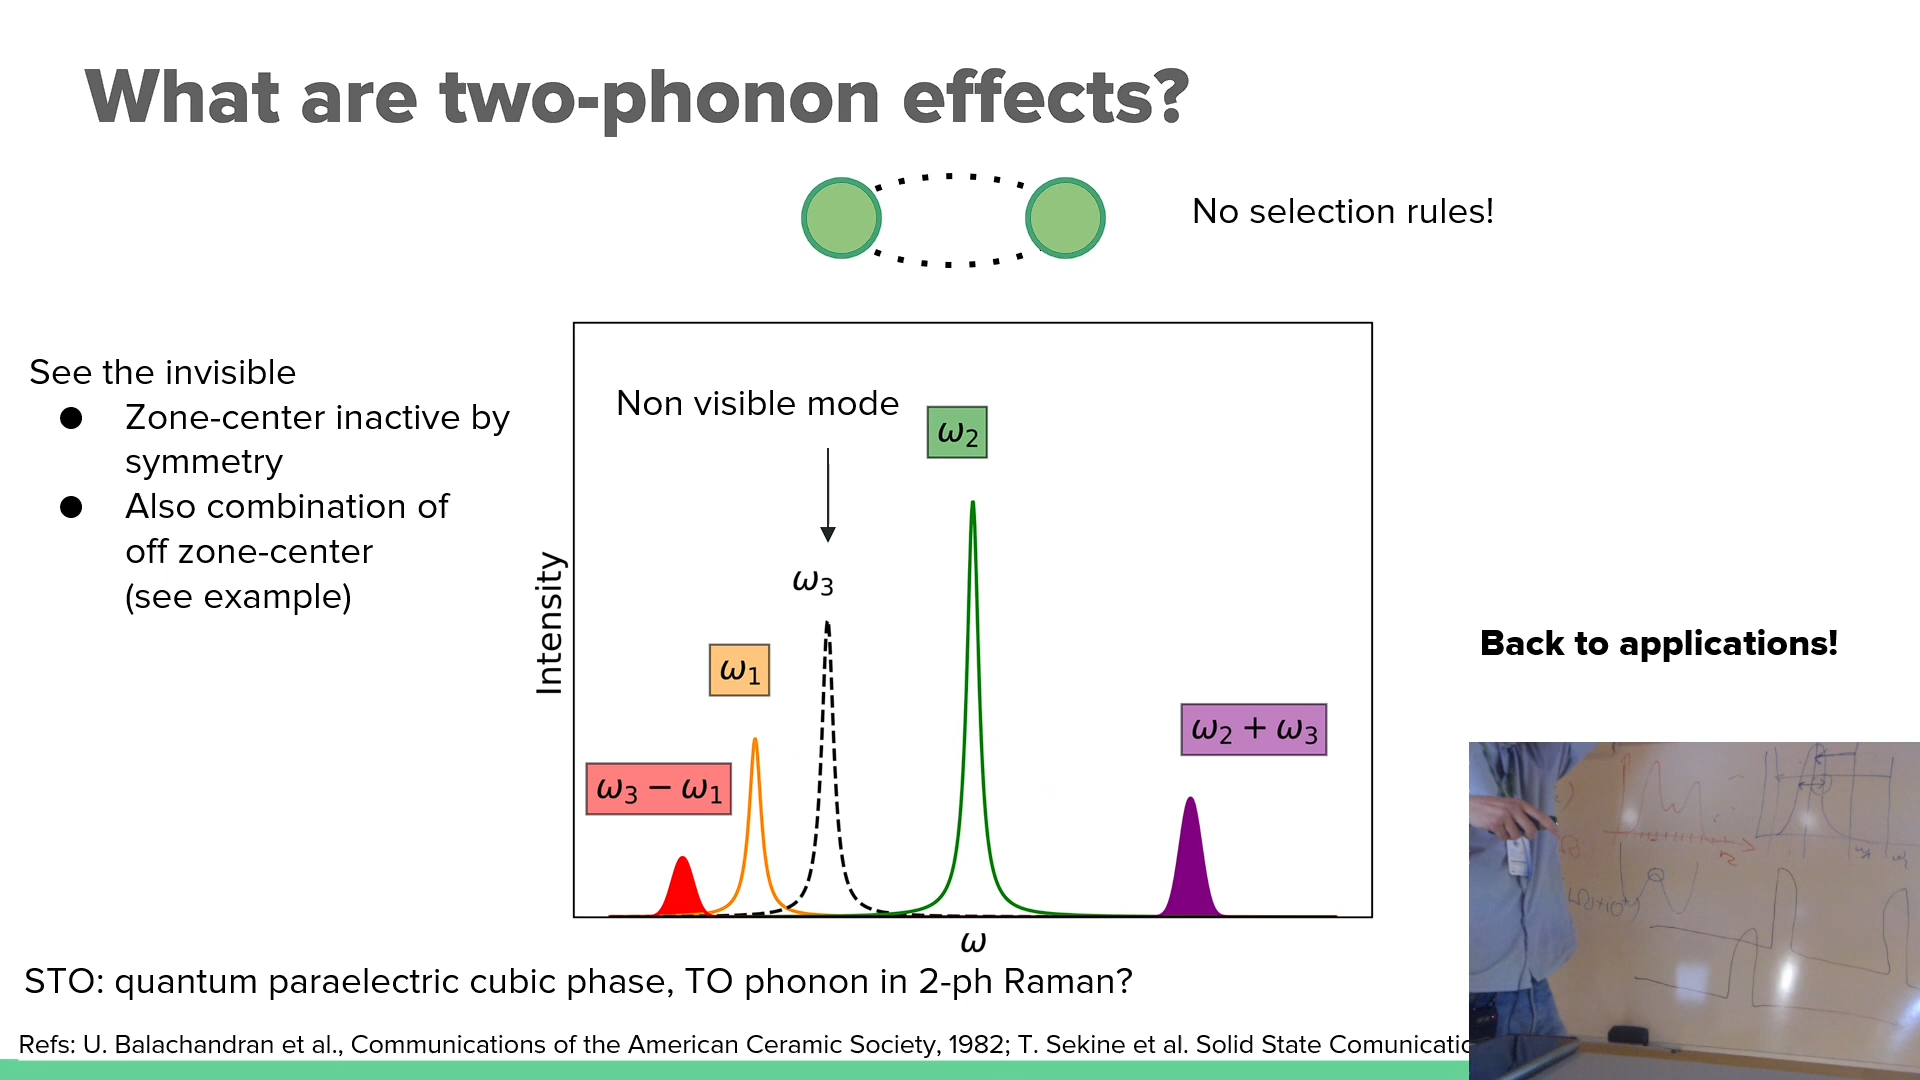 What are two-phonon effects?
No selection rules!
See the invisible
● Zone-center inactive by
symmetry
● Also combination of
off zone-center
(see example)
Non visible mode
ω₂
ω₃
ω₁
ω₂ + ω₃
ω₃ − ω₁
Intensity
ω
Back to applications!
STO: quantum paraelectric cubic phase, TO phonon in 2-ph Raman?
Refs: U. Balachandran et al., Communications of the American Ceramic Society, 1982; T. Sekine et al. Solid State